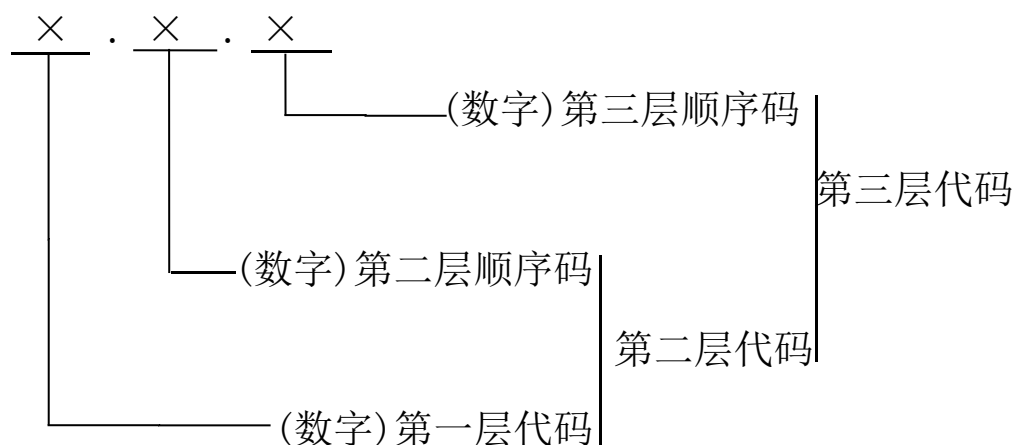 × . × . ×
(数字)第三层顺序码
第三层代码
(数字)第二层顺序码
第二层代码
(数字)第一层代码